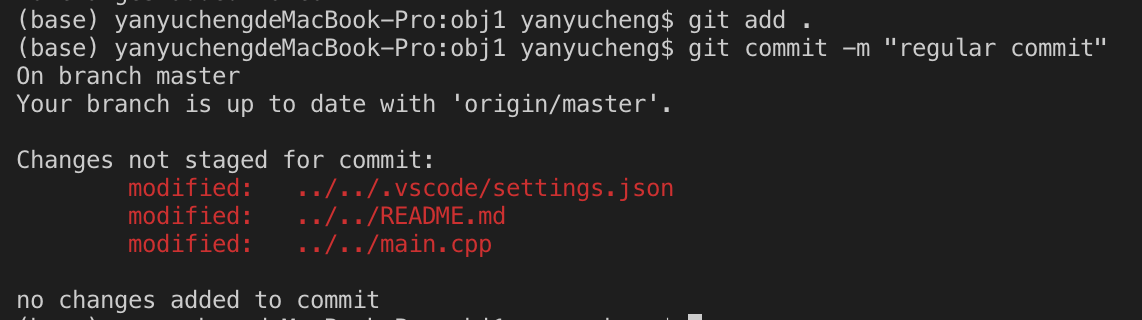 (base) yanyuchengdeMacBook-Pro:obj1 yanyucheng$ git add .
(base) yanyuchengdeMacBook-Pro:obj1 yanyucheng$ git commit -m "regular commit"
On branch master
Your branch is up to date with 'origin/master'.
Changes not staged for commit:
modified:   ../../.vscode/settings.json
modified:   ../../README.md
modified:   ../../main.cpp
no changes added to commit